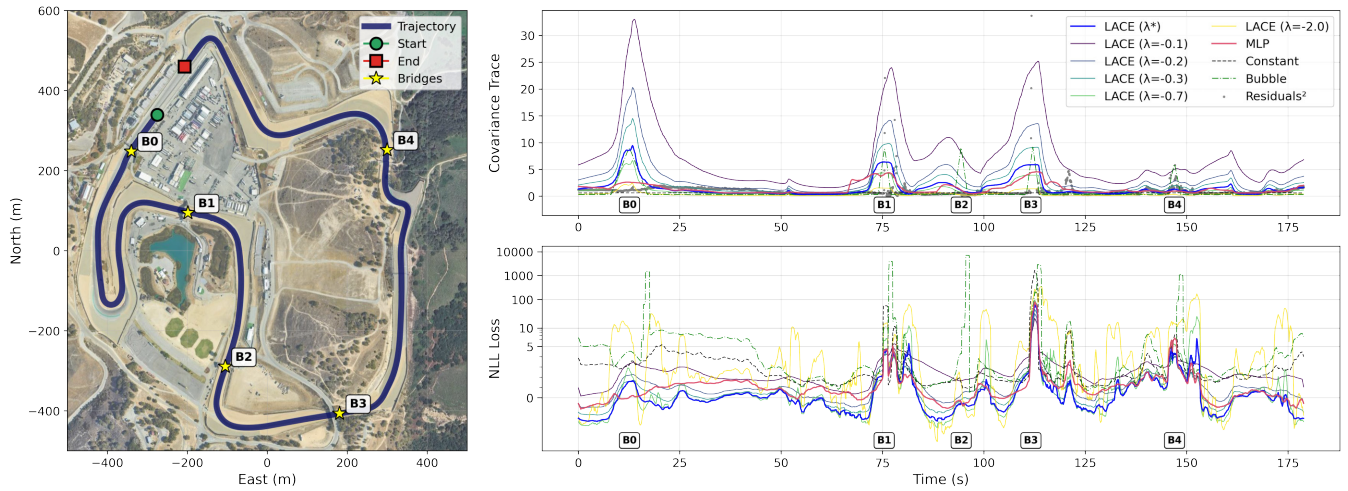 600
400
200
0
−200
−400
North (m)
−400
−200
0
200
400
East (m)
Trajectory
Start
End
Bridges
B0
B1
B2
B3
B4
Covariance Trace
30
25
20
15
10
5
0
0
25
50
75
100
125
150
175
B0
B1
B2
B3
B4
LACE (λ*)
LACE (λ=-0.1)
LACE (λ=-0.2)
LACE (λ=-0.3)
LACE (λ=-0.7)
LACE (λ=-2.0)
MLP
Constant
Bubble
Residuals²
NLL Loss
10000
1000
100
10
5
0
B0
B1
B2
B3
B4
0
25
50
75
100
125
150
175
Time (s)